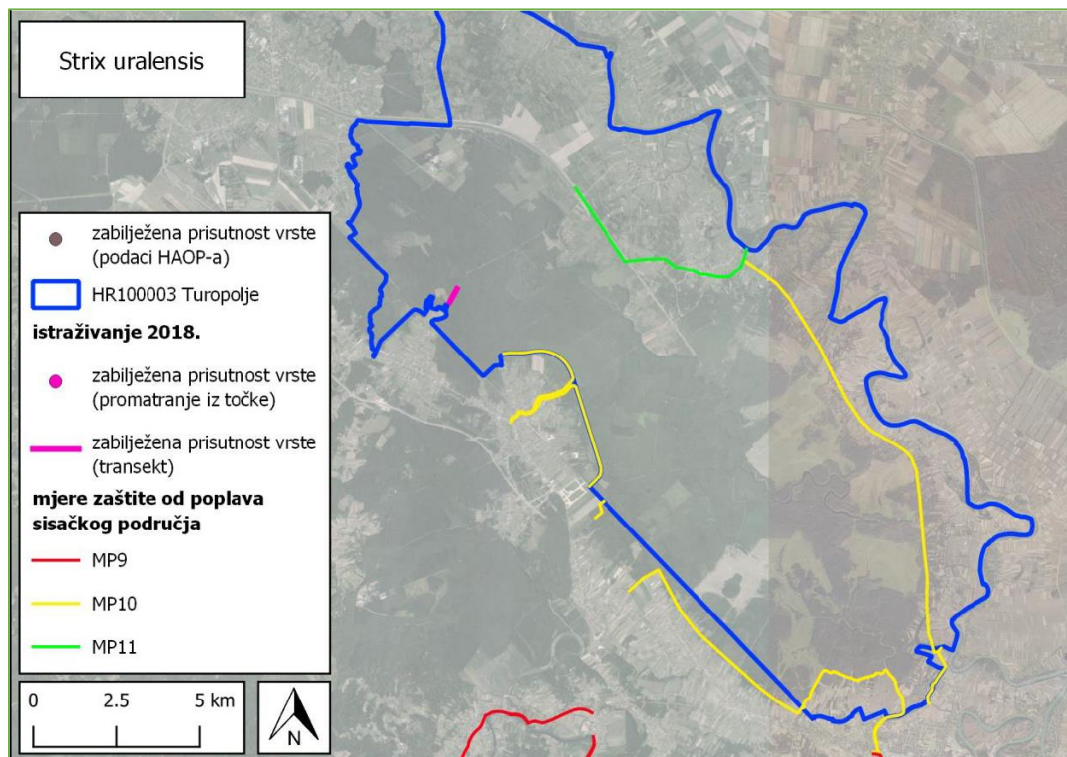 Strix uralensis
zabilježena prisutnost vrste
(podaci HAOP-a)
HR100003 Turopolje
istraživanje 2018.
zabilježena prisutnost vrste
(promatranje iz točke)
zabilježena prisutnost vrste
(transekt)
mjere zaštite od poplava
sisačkog područja
MP9
MP10
MP11
0 2.5 5 km
N